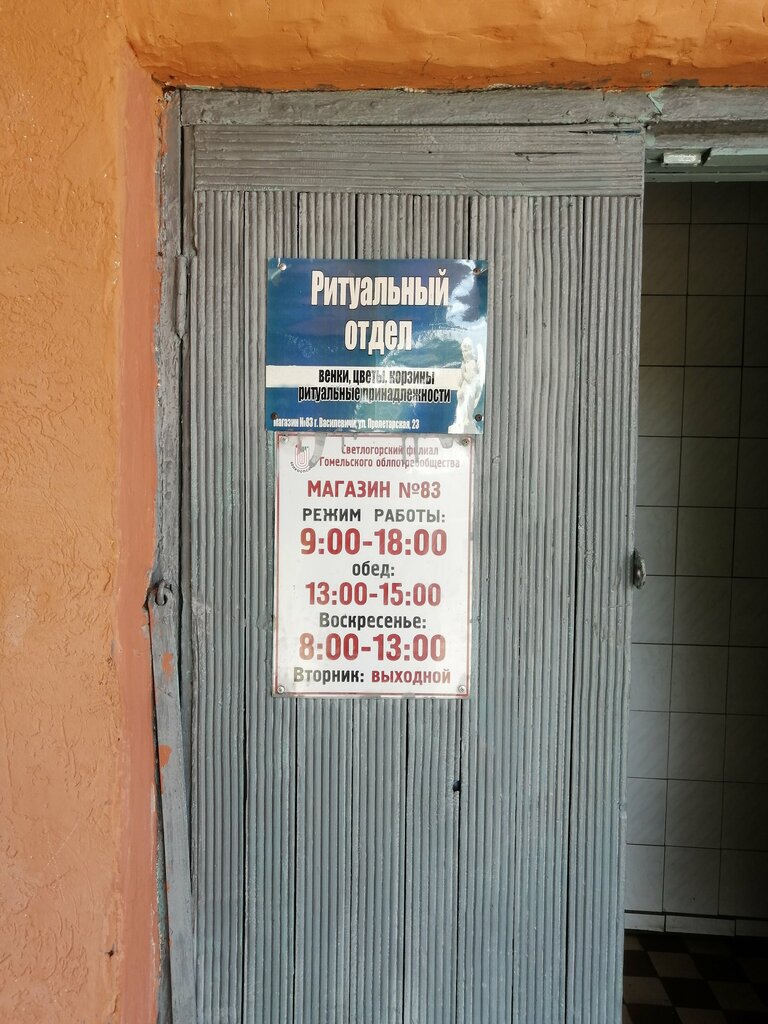 Ритуальный
отдел
венки, цветы, корзины
ритуальные принадлежности
Магазин №83 г. Василевичи, ул. Пролетарская, 23
Светлогорский филиал
Гомельского облпотребобщества
МАГАЗИН №83
РЕЖИМ РАБОТЫ:
9:00-18:00
обед:
13:00-15:00
Воскресенье:
8:00-13:00
Вторник: ВЫХОДНОЙ